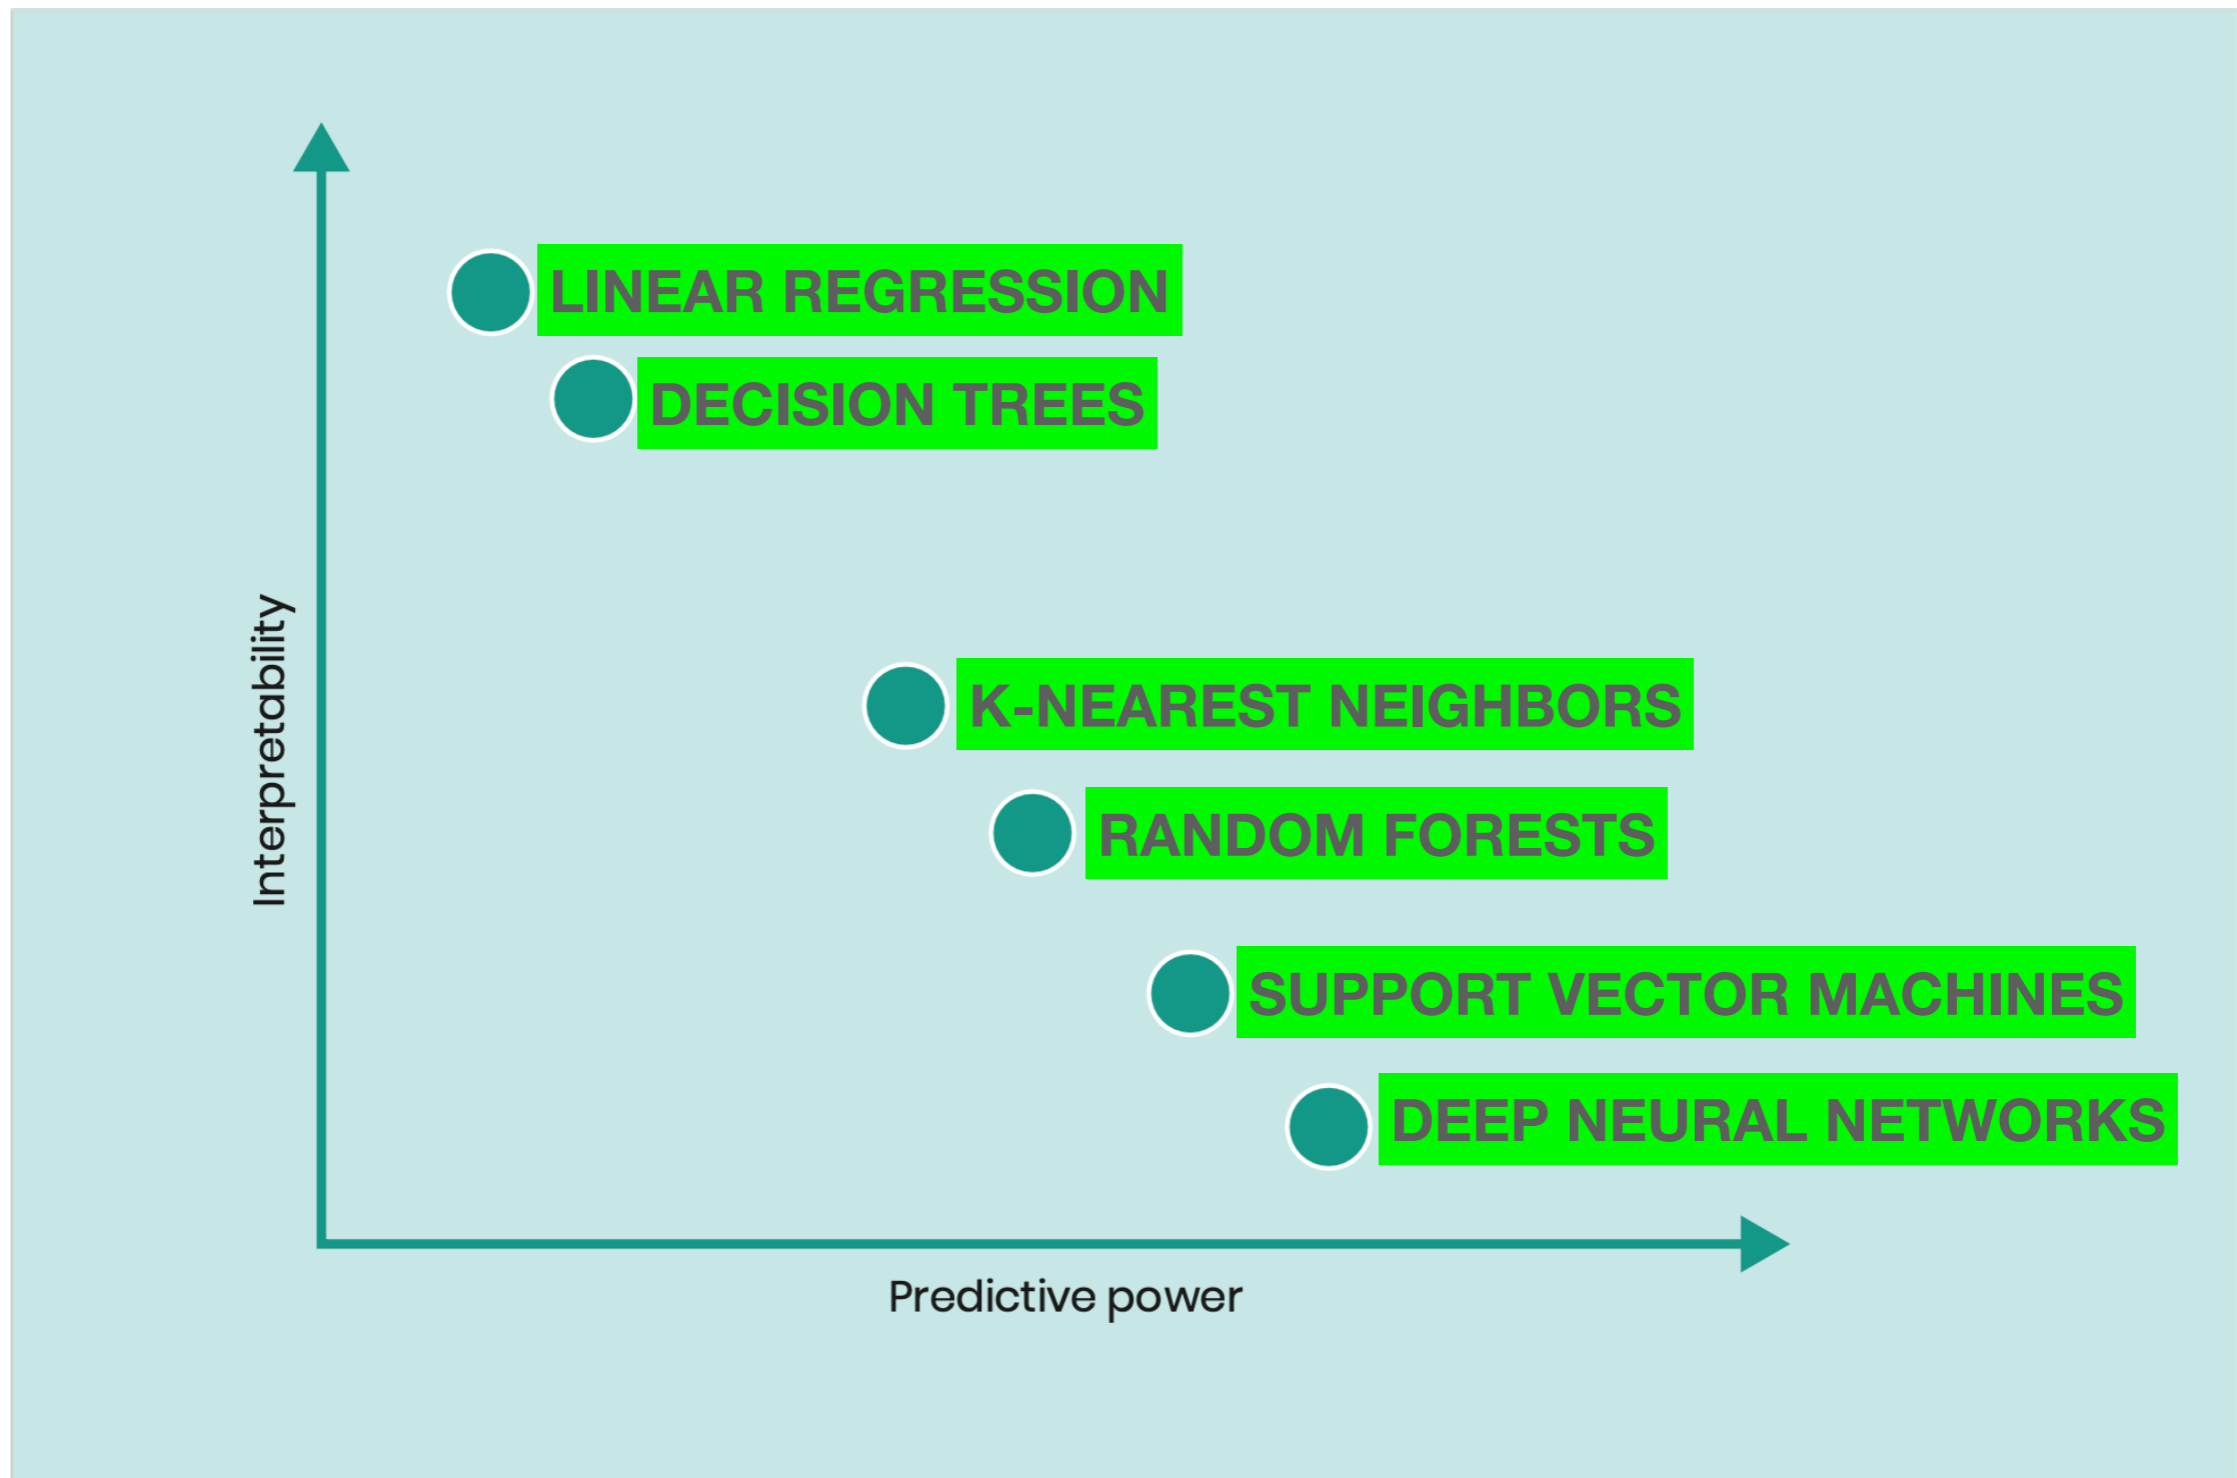 LINEAR REGRESSION
DECISION TREES
Interpretability
K-NEAREST NEIGHBORS
RANDOM FORESTS
SUPPORT VECTOR MACHINES
DEEP NEURAL NETWORKS
Predictive power